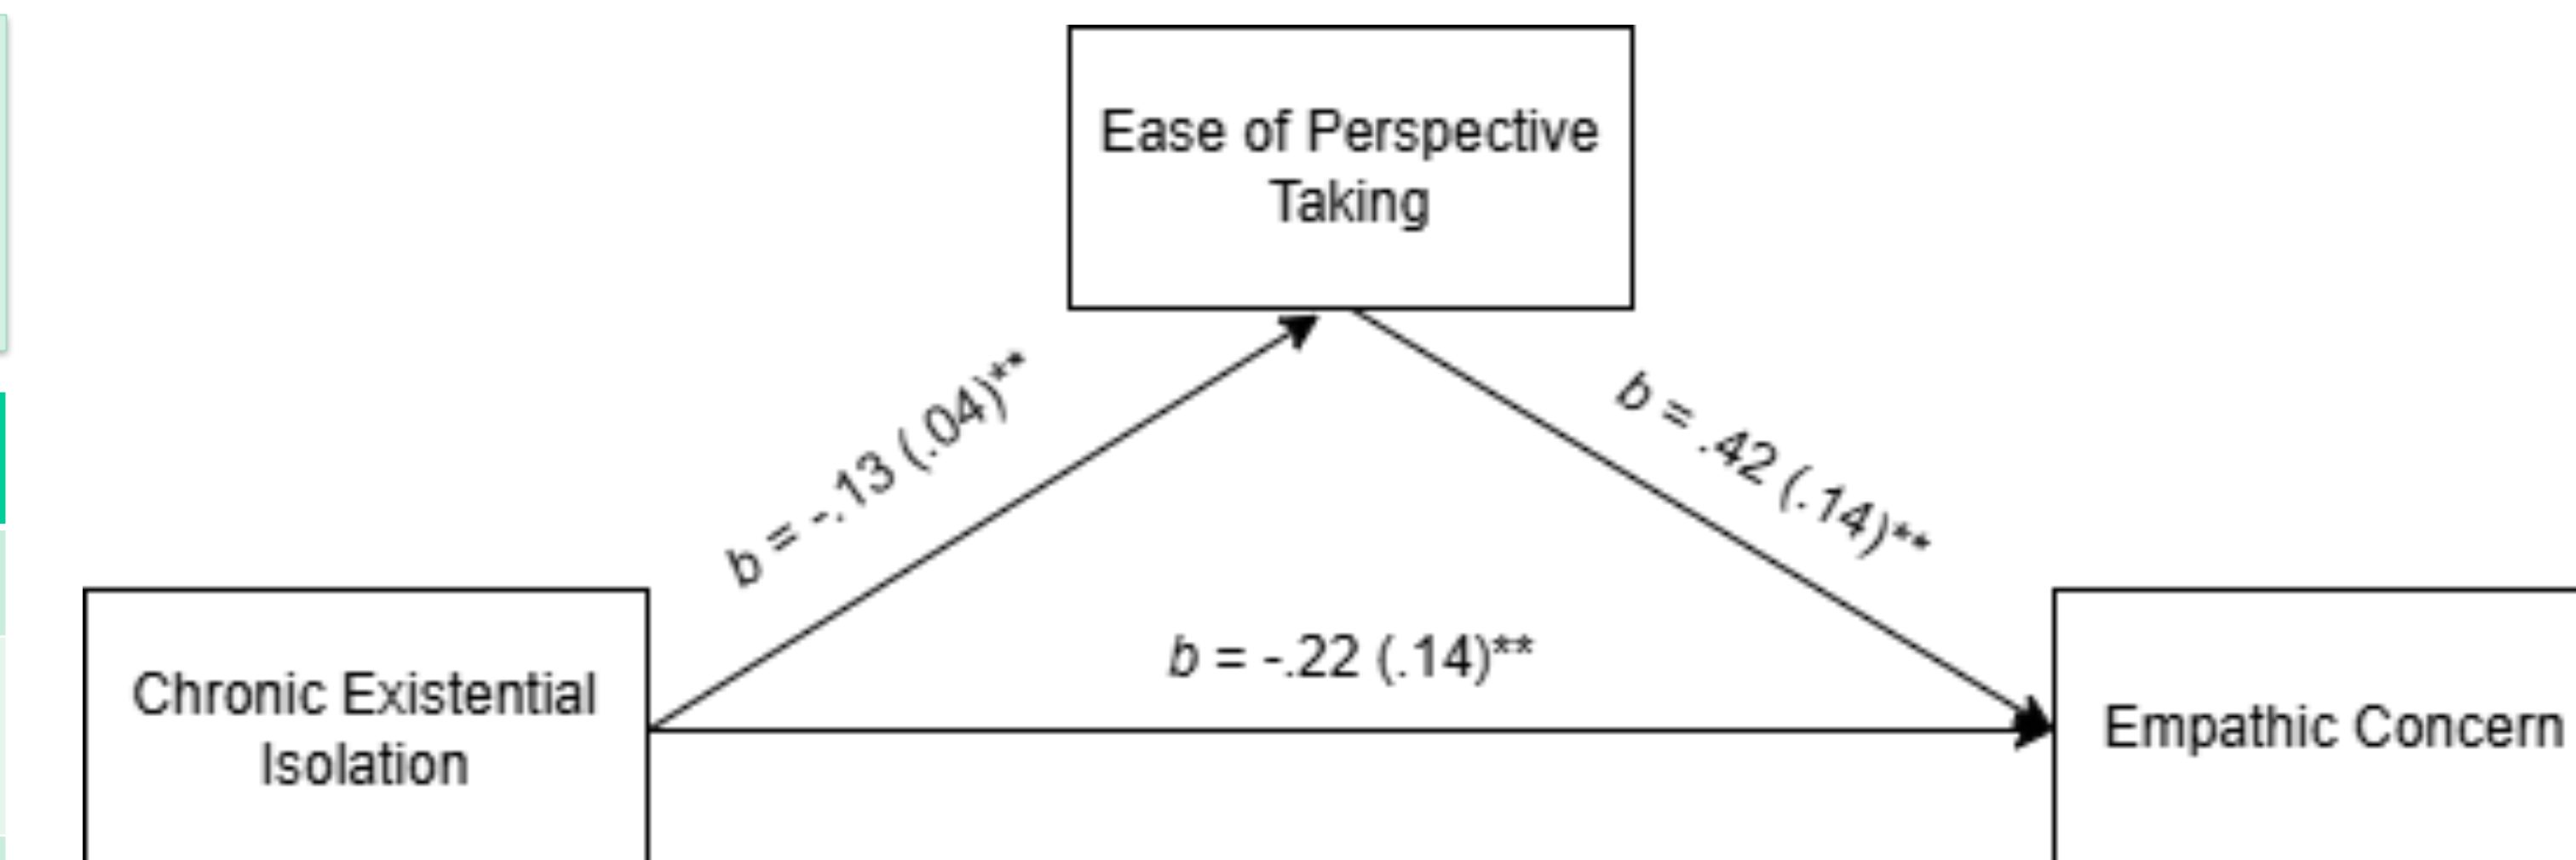 Ease of Perspective
Taking
b = -.13 (.04)**
b = .42 (.14)**
b = -.22 (.14)**
Chronic Existential
Isolation
Empathic Concern